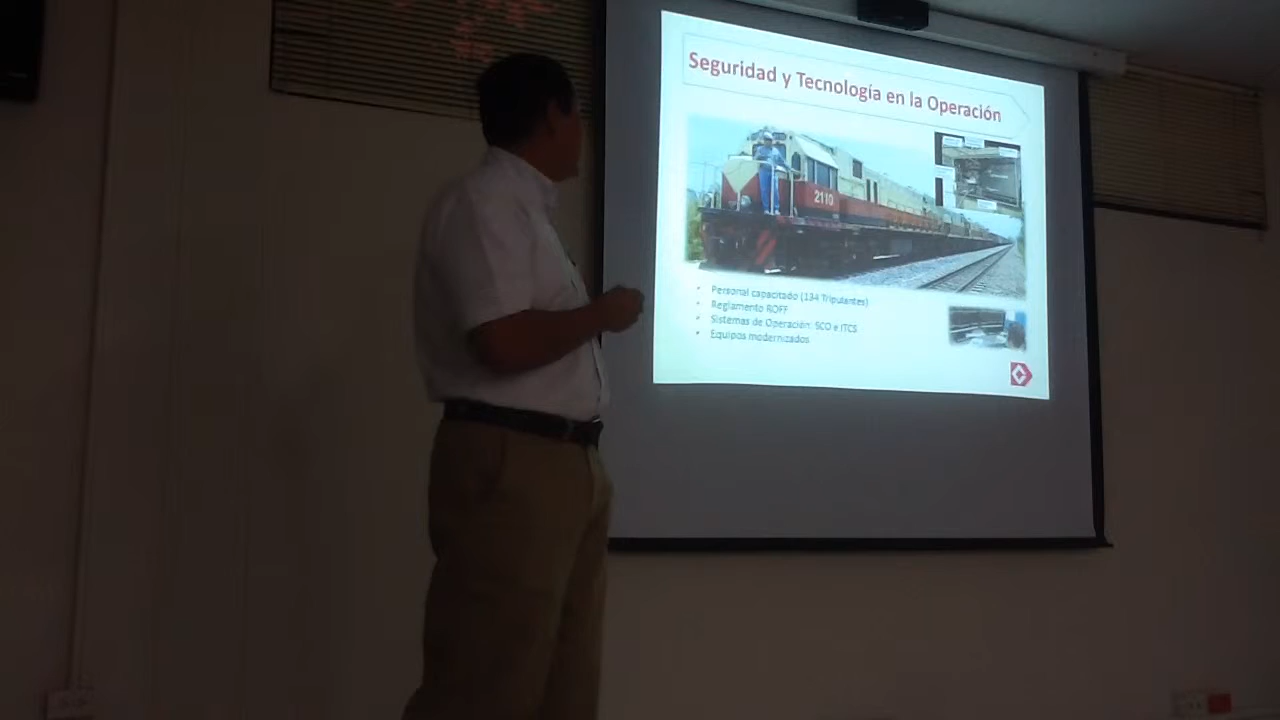 Seguridad y Tecnología en la Operación
2110
• Personal capacitado (134 Tripulantes)
• Reglamento ROFF
• Sistemas de Operación: SCO e ITCS
• Equipos modernizados